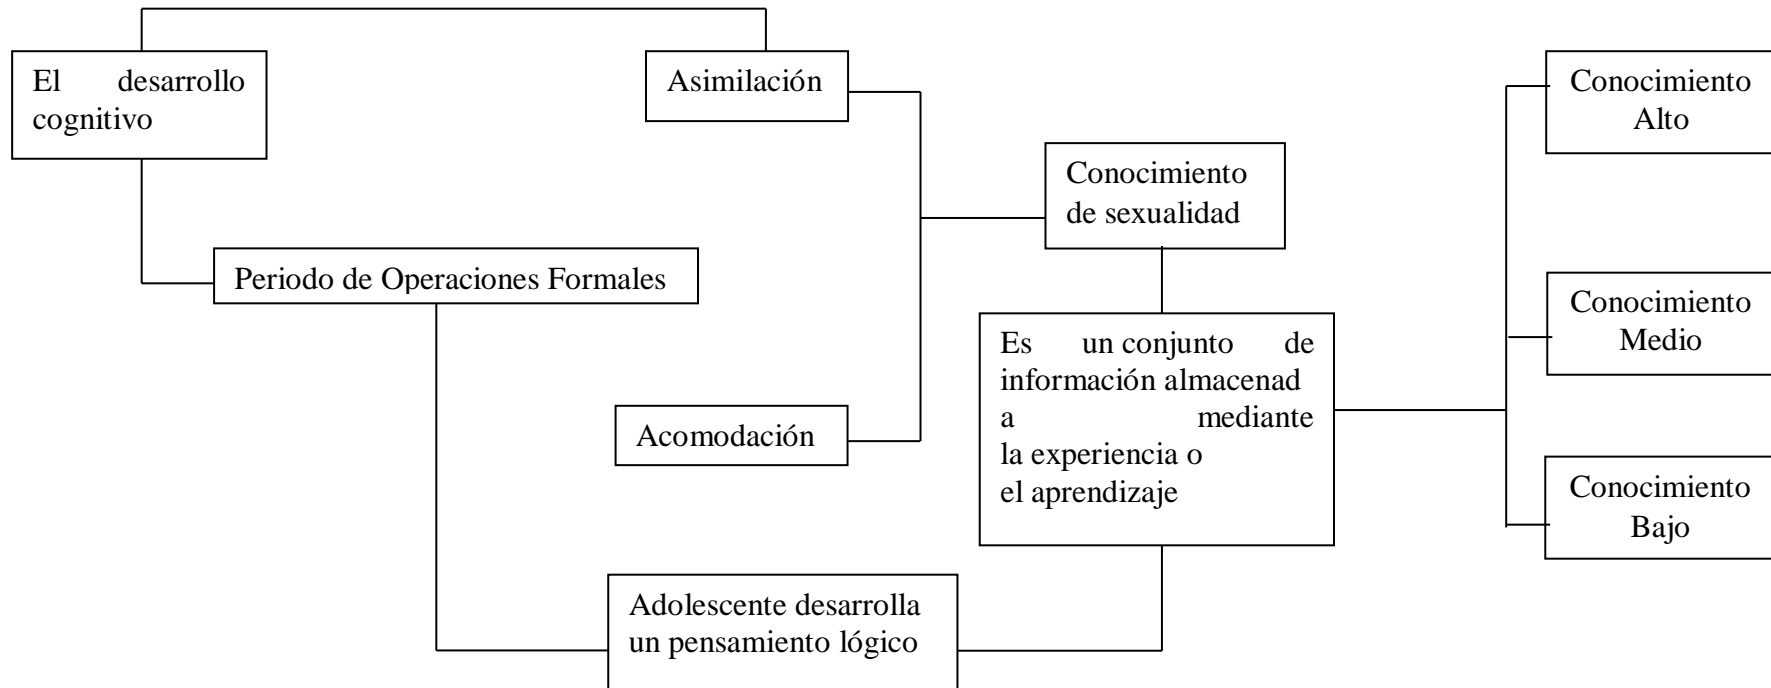 El desarrollo
cognitivo
Asimilación
Conocimiento
Alto
Conocimiento
de sexualidad
Periodo de Operaciones Formales
Conocimiento
Medio
Es un conjunto de
información almacenad
a mediante
la experiencia o
el aprendizaje
Acomodación
Conocimiento
Bajo
Adolescente desarrolla
un pensamiento lógico